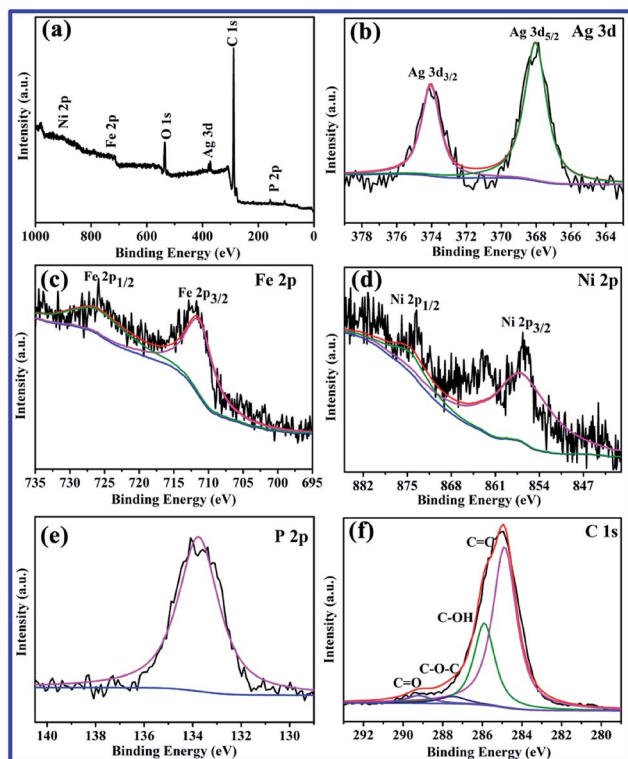 (a)
Ni 2p
Fe 2p
O 1s
Ag 3d
C 1s
P 2p
Intensity (a.u.)
1000 800 600 400 200 0
Binding Energy (eV)
(b)
Ag 3d
Ag 3d3/2
Ag 3d5/2
Intensity (a.u.)
378 376 374 372 370 368 366 364
Binding Energy (eV)
(c)
Fe 2p
Fe 2p1/2
Fe 2p3/2
Intensity (a.u.)
735 730 725 720 715 710 705 700 695
Binding Energy (eV)
(d)
Ni 2p
Ni 2p1/2
Ni 2p3/2
Intensity (a.u.)
882 875 868 861 854 847
Binding Energy (eV)
(e)
P 2p
Intensity (a.u.)
140 138 136 134 132 130
Binding Energy (eV)
(f)
C 1s
C=C
C-OH
C-O-C
C=O
Intensity (a.u.)
292 290 288 286 284 282 280
Binding Energy (eV)